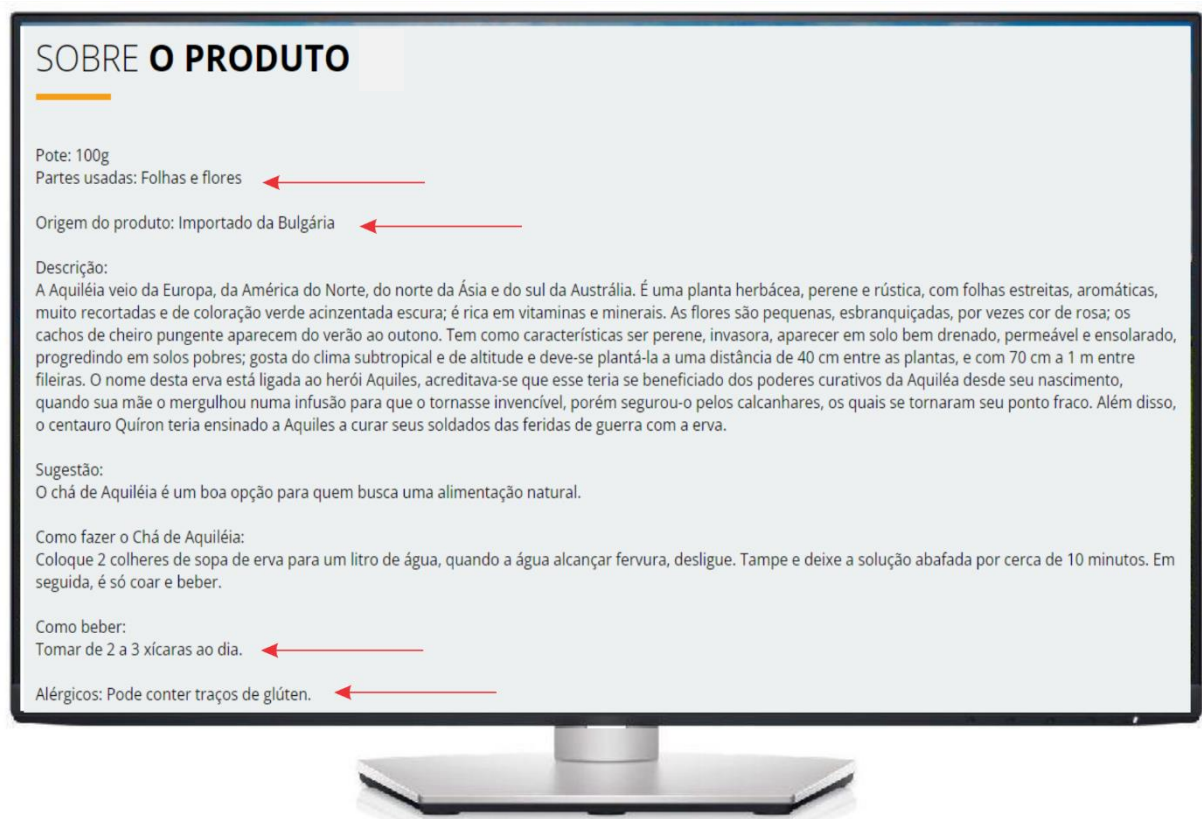 SOBRE O PRODUTO
Pote: 100g
Partes usadas: Folhas e flores
Origem do produto: Importado da Bulgária
Descrição:
A Aquiléia veio da Europa, da América do Norte, do norte da Ásia e do sul da Austrália. É uma planta herbácea, perene e rústica, com folhas estreitas, aromáticas,
muito recortadas e de coloração verde acinzentada escura; é rica em vitaminas e minerais. As flores são pequenas, esbranquiçadas, por vezes cor de rosa; os
cachos de cheiro pungente aparecem do verão ao outono. Tem como características ser perene, invasora, aparecer em solo bem drenado, permeável e ensolarado,
progredindo em solos pobres; gosta do clima subtropical e de altitude e deve-se plantá-la a uma distância de 40 cm entre as plantas, e com 70 cm a 1 m entre
fileiras. O nome desta erva está ligada ao herói Aquiles, acreditava-se que esse teria se beneficiado dos poderes curativos da Aquiléa desde seu nascimento,
quando sua mãe o mergulhou numa infusão para que o tornasse invencível, porém segurou-o pelos calcanhares, os quais se tornaram seu ponto fraco. Além disso,
o centauro Quíron teria ensinado a Aquiles a curar seus soldados das feridas de guerra com a erva.
Sugestão:
O chá de Aquiléia é um boa opção para quem busca uma alimentação natural.
Como fazer o Chá de Aquiléia:
Coloque 2 colheres de sopa de erva para um litro de água, quando a água alcançar fervura, desligue. Tampe e deixe a solução abafada por cerca de 10 minutos. Em
seguida, é só coar e beber.
Como beber:
Tomar de 2 a 3 xícaras ao dia.
Alérgicos: Pode conter traços de glúten.